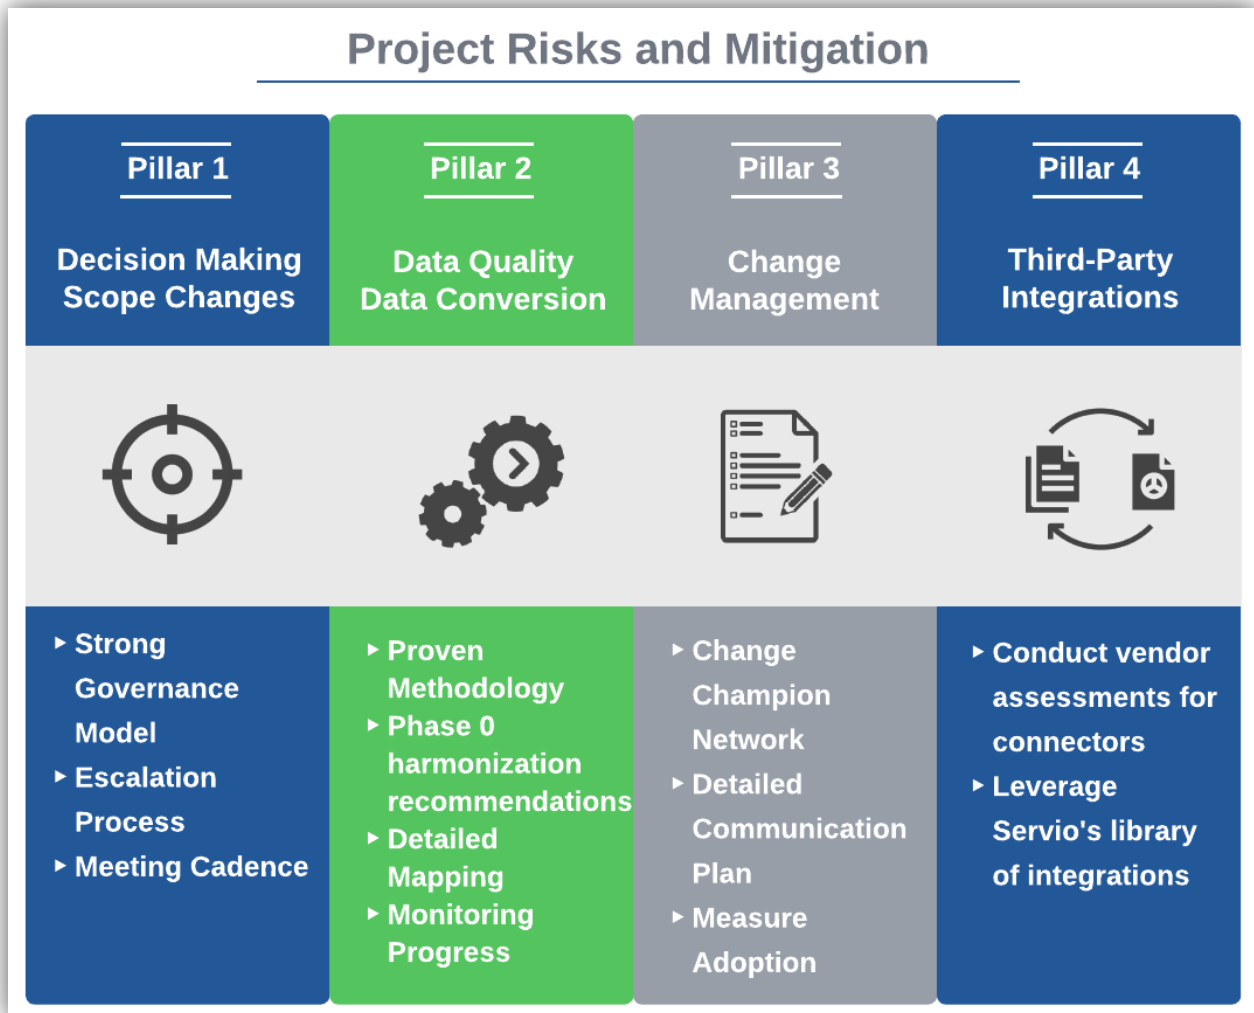 Project Risks and Mitigation
Pillar 1
Decision Making
Scope Changes
Strong
Governance
Model
Escalation
Process
Meeting Cadence
Pillar 2
Data Quality
Data Conversion
Proven
Methodology
Phase 0
harmonization
recommendations
Detailed
Mapping
Monitoring
Progress
Pillar 3
Change
Management
Change
Champion
Network
Detailed
Communication
Plan
Measure
Adoption
Pillar 4
Third-Party
Integrations
Conduct vendor
assessments for
connectors
Leverage
Servio's library
of integrations